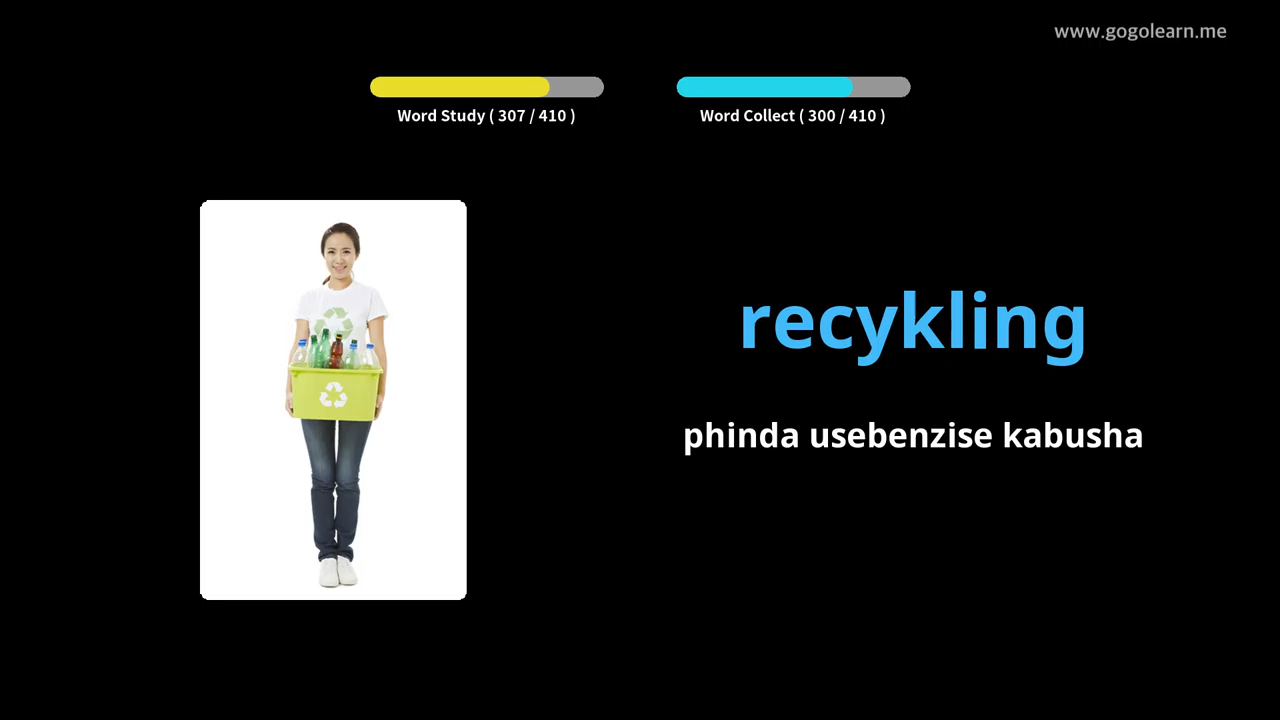 www.gogolearn.me
Word Study ( 307 / 410 )
Word Collect ( 300 / 410 )
recykling
phinda usebenzise kabusha